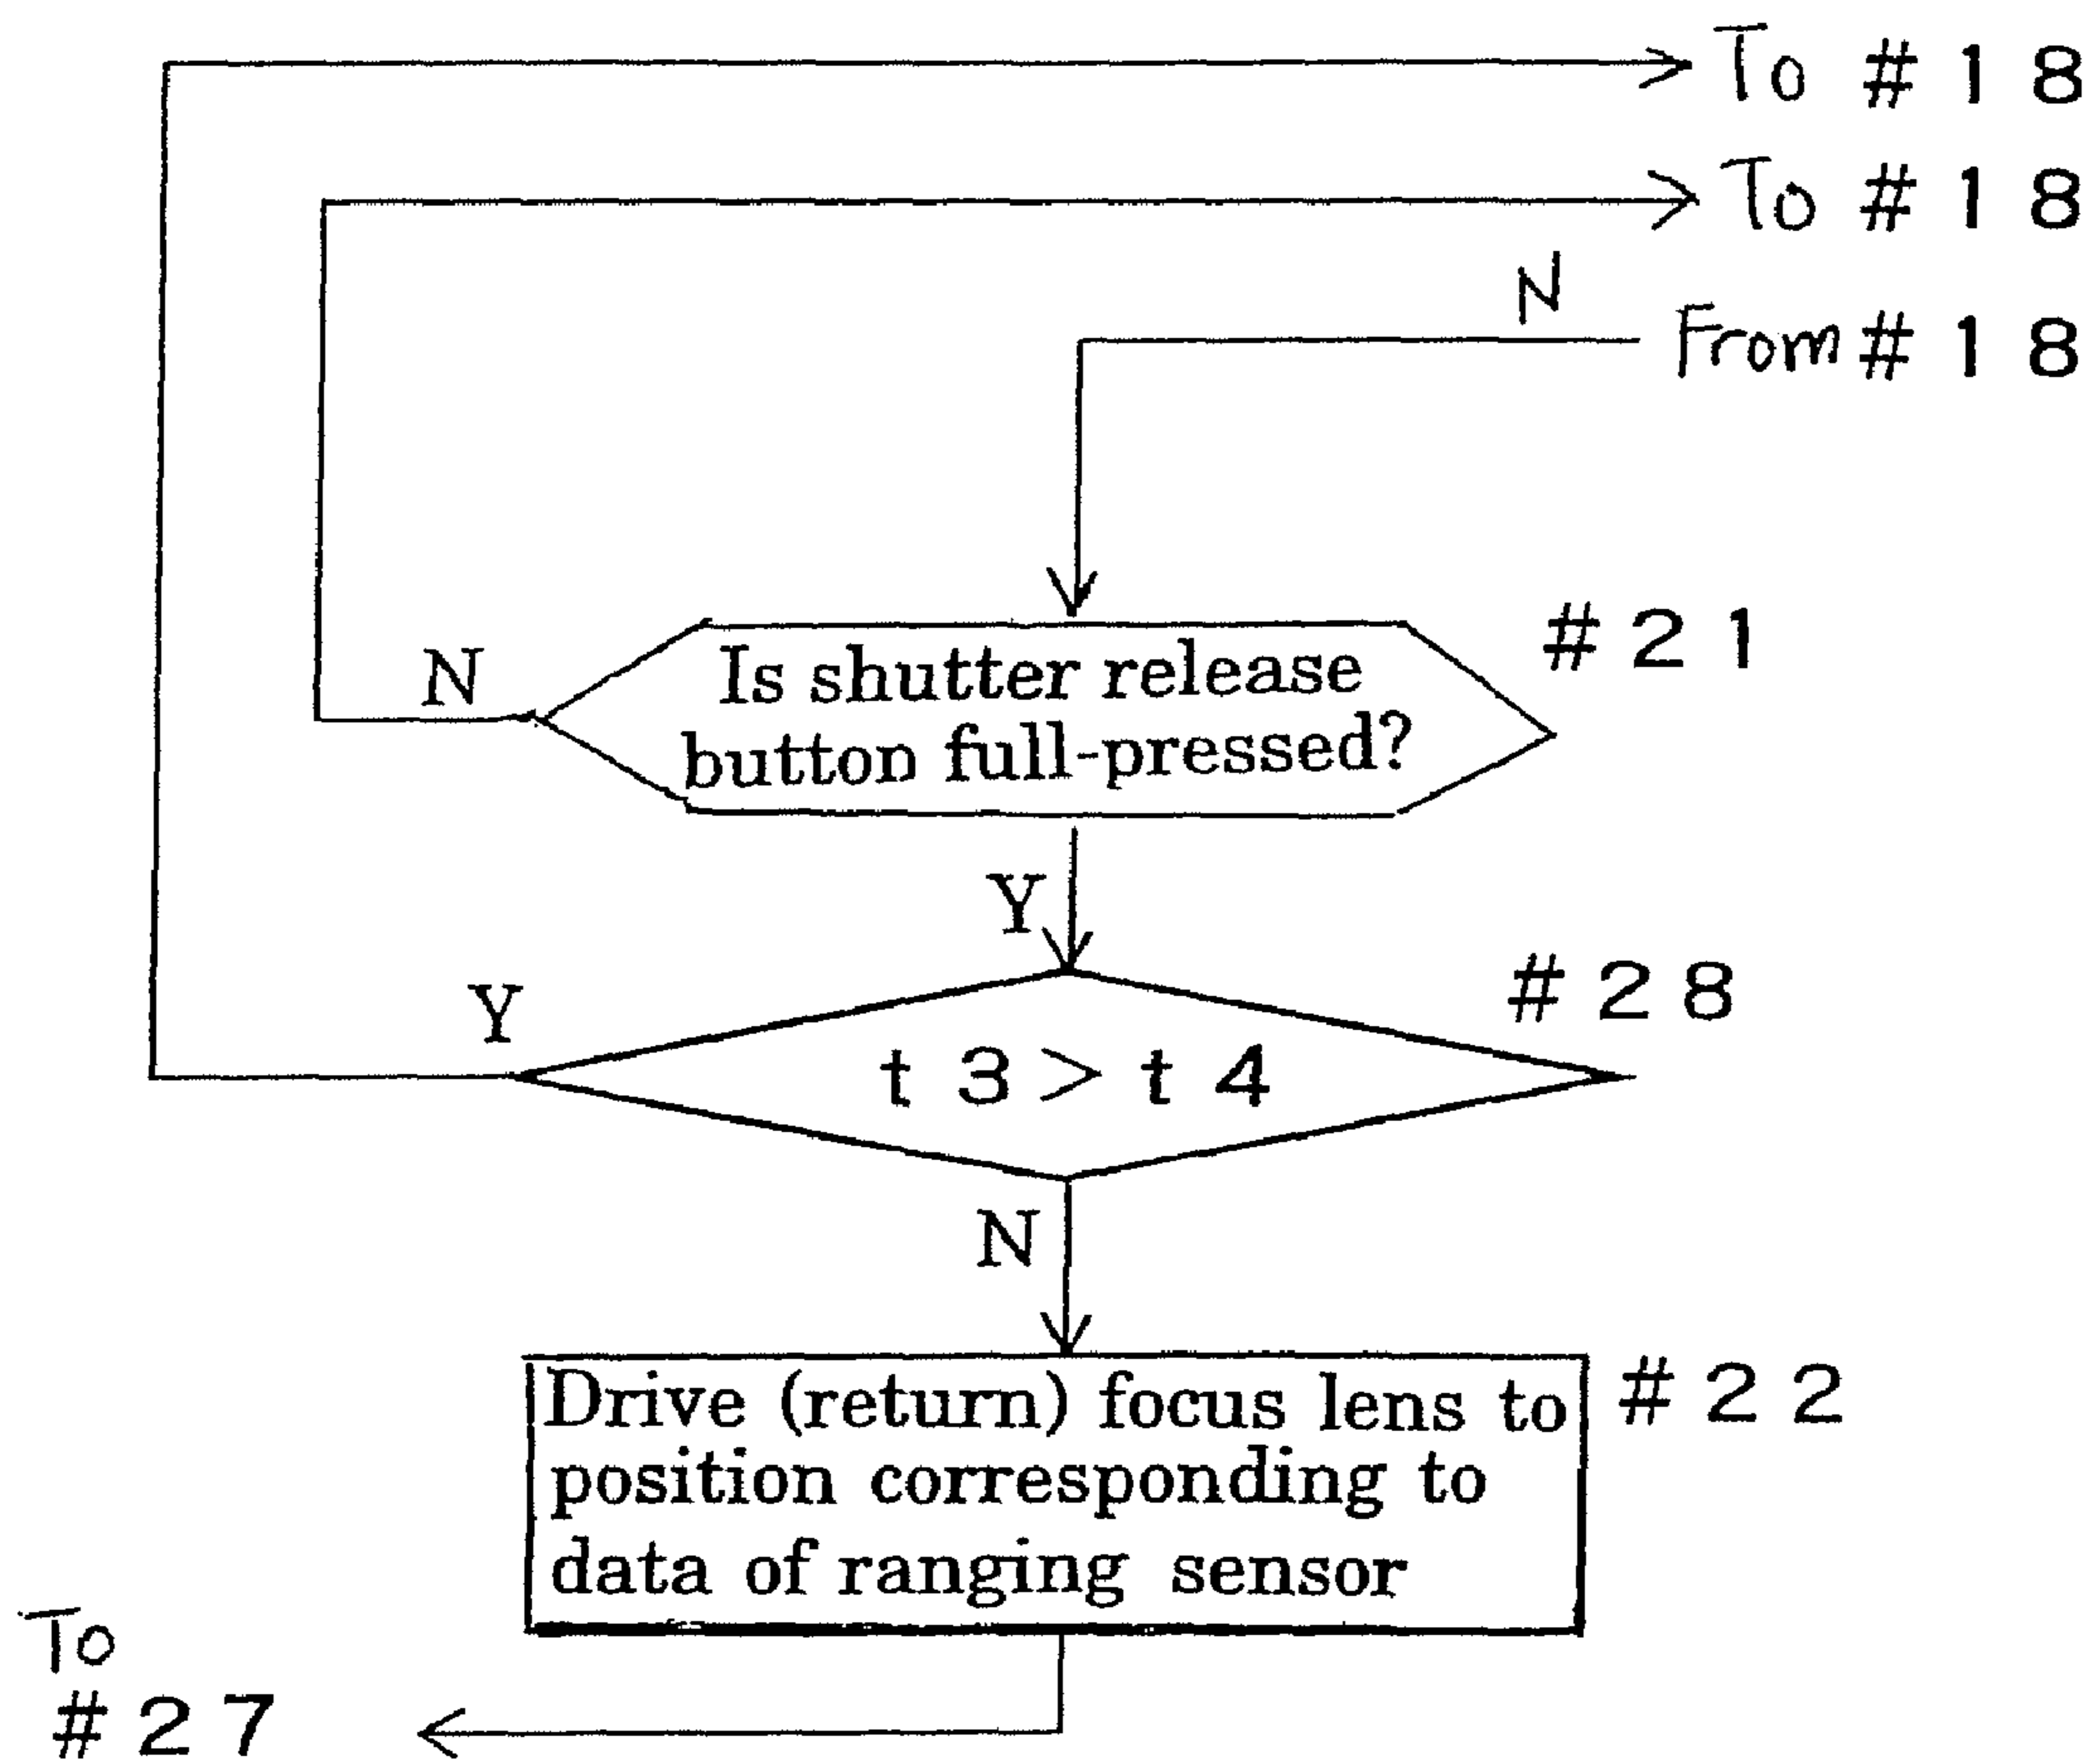 To #18
To #18
N
From #18
#21
Is shutter release
button full-pressed?
N
Y
#28
Y
t3>t4
N
#22
Drive (return) focus lens to
position corresponding to
data of ranging sensor
To
#27